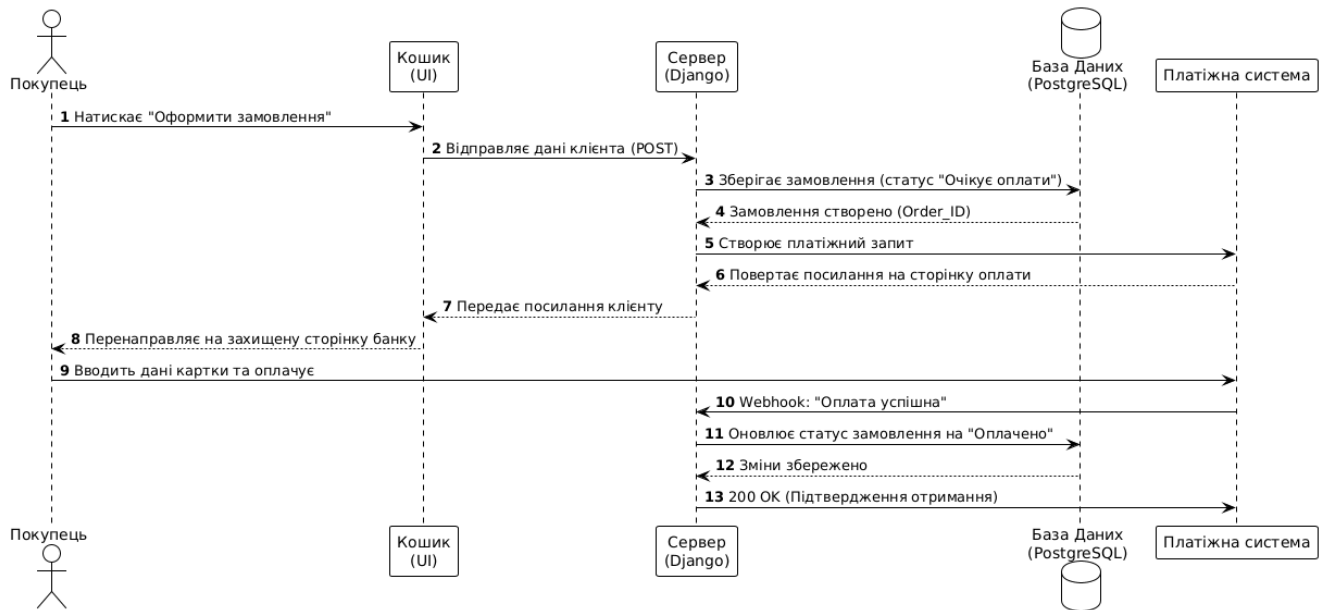 Покупець
Кошик
(UI)
Сервер
(Django)
База Даних
(PostgreSQL)
Платіжна система
1 Натискає "Оформити замовлення"
2 Відправляє дані клієнта (POST)
3 Зберігає замовлення (статус "Очікує оплати")
4 Замовлення створено (Order_ID)
5 Створює платіжний запит
6 Повертає посилання на сторінку оплати
7 Передає посилання клієнту
8 Перенаправляє на захищену сторінку банку
9 Вводить дані картки та оплачує
10 Webhook: "Оплата успішна"
11 Оновлює статус замовлення на "Оплачено"
12 Зміни збережено
13 200 OK (Підтвердження отримання)
Покупець
Кошик
(UI)
Сервер
(Django)
База Даних
(PostgreSQL)
Платіжна система